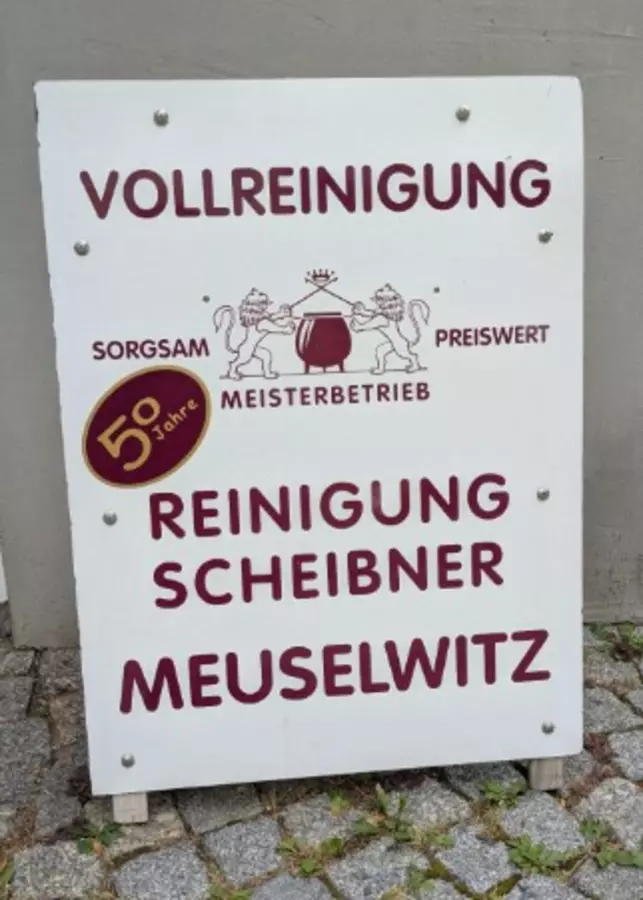 VOLLREINIGUNG
SORGSAM
PREISWERT
MEISTERBETRIEB
50 Jahre
REINIGUNG
SCHEIBNER
MEUSELWITZ